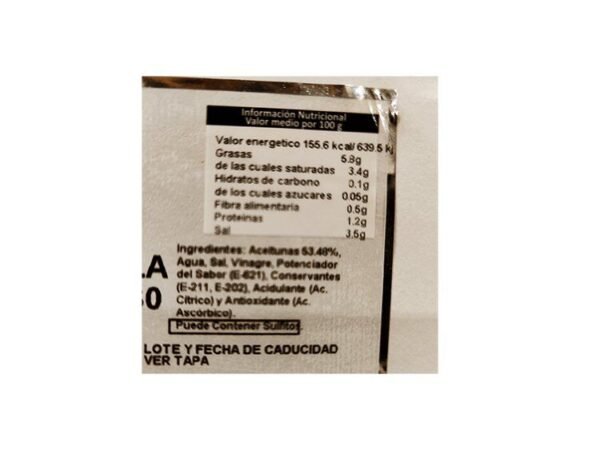 Información Nutricional
Valor medio por 100 g
Valor energetico 155.6 kcal/ 639.5 kj
Grasas 5.8g
de las cuales saturadas 3.4g
Hidratos de carbono 0.1g
de los cuales azucares 0.05g
Fibra alimentaria 0.5g
Proteinas 1.2g
Sal 3.5g
Ingredientes: Aceitunas 53.48%,
Agua, Sal, Vinagre, Potenciador
del Sabor (E-621), Conservantes
(E-211, E-202), Acidulante (Ac.
Cítrico) y Antioxidante (Ac.
Ascórbico).
Puede Contener Sulfitos
LOTE Y FECHA DE CADUCIDAD
VER TAPA